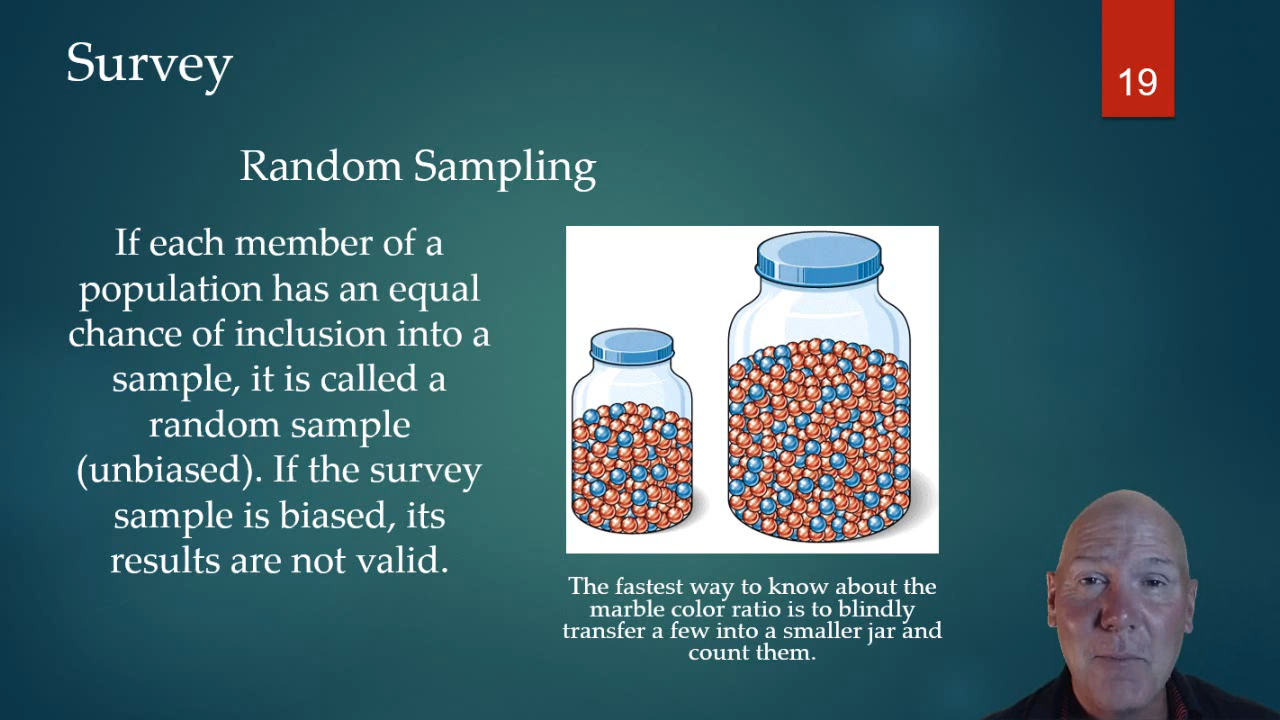 Survey
19
Random Sampling
If each member of a
population has an equal
chance of inclusion into a
sample, it is called a
random sample
(unbiased). If the survey
sample is biased, its
results are not valid.
The fastest way to know about the
marble color ratio is to blindly
transfer a few into a smaller jar and
count them.